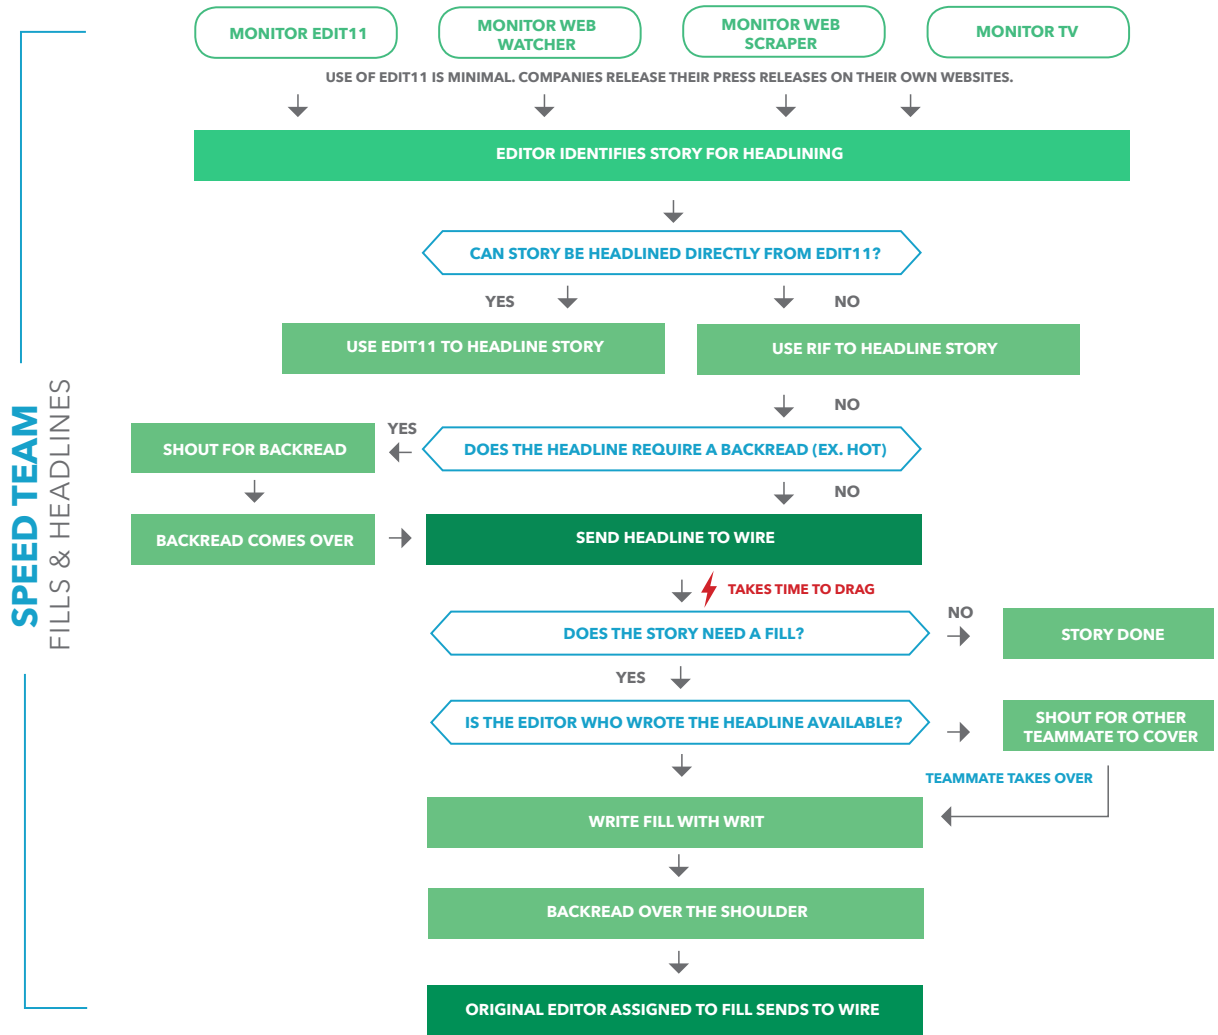 MONITOR EDIT11
MONITOR WEB
WATCHER
MONITOR WEB
SCRAPER
MONITOR TV
USE OF EDIT11 IS MINIMAL. COMPANIES RELEASE THEIR PRESS RELEASES ON THEIR OWN WEBSITES.
EDITOR IDENTIFIES STORY FOR HEADLINING
CAN STORY BE HEADLINED DIRECTLY FROM EDIT11?
YES
NO
USE EDIT11 TO HEADLINE STORY
USE RIF TO HEADLINE STORY
NO
SPEED TEAM
FILLS & HEADLINES
SHOUT FOR BACKREAD
YES
DOES THE HEADLINE REQUIRE A BACKREAD (EX. HOT)
NO
BACKREAD COMES OVER
SEND HEADLINE TO WIRE
TAKES TIME TO DRAG
DOES THE STORY NEED A FILL?
NO
STORY DONE
YES
IS THE EDITOR WHO WROTE THE HEADLINE AVAILABLE?
SHOUT FOR OTHER
TEAMMATE TO COVER
TEAMMATE TAKES OVER
WRITE FILL WITH WRIT
BACKREAD OVER THE SHOULDER
ORIGINAL EDITOR ASSIGNED TO FILL SENDS TO WIRE